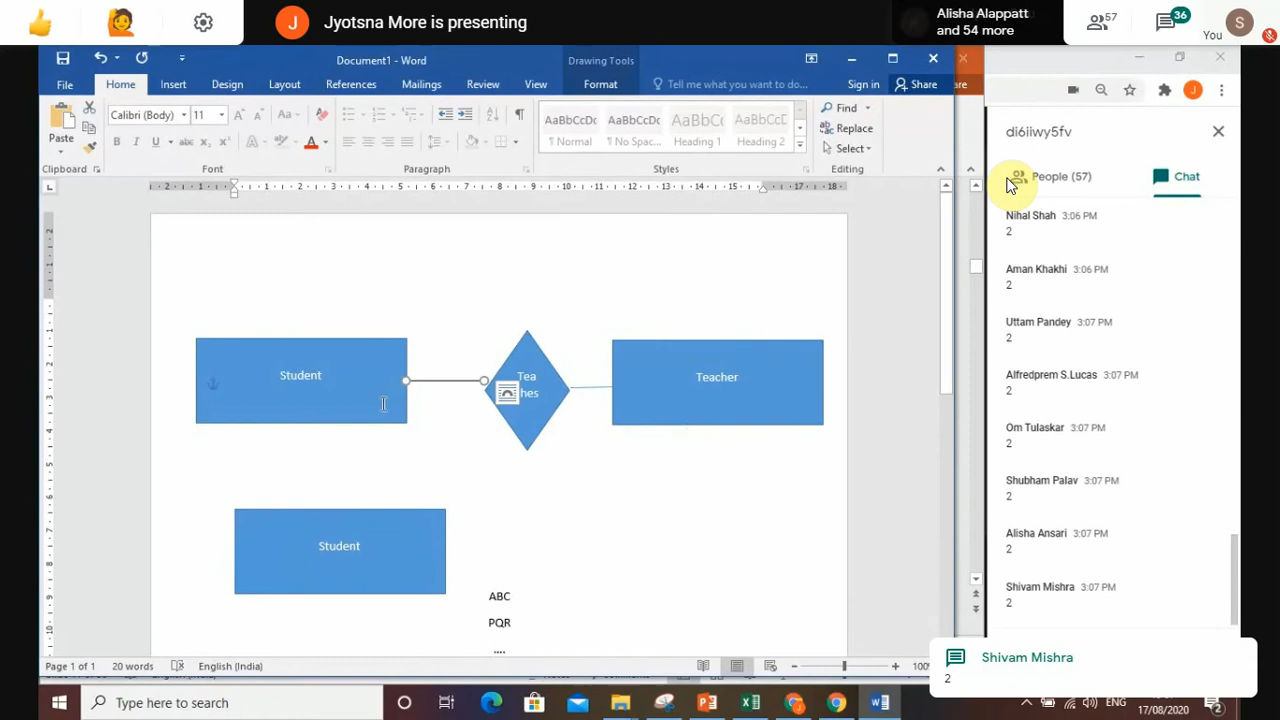 Jyotsna More is presenting
Alisha Alappatt
and 54 more
57
36
You
S
J
Document1 - Word
Drawing Tools
File
Home
Insert
Design
Layout
References
Mailings
Review
View
Format
Tell me what you want to do...
Sign in
Share
Paste
Clipboard
Calibri (Body)
11
Font
Paragraph
AaBbCcDc
AaBbCcDc
AaBbCc
AaBbCcD
¶ Normal
¶ No Spac...
Heading 1
Heading 2
Styles
Find
Replace
Select
Editing
Student
Tea
hes
Teacher
Student
ABC
PQR
....
Page 1 of 1
20 words
English (India)
di6iiwy5fv
People (57)
Chat
Nihal Shah 3:06 PM
2
Aman Khakhi 3:06 PM
2
Uttam Pandey 3:07 PM
2
Alfredprem S.Lucas 3:07 PM
2
Om Tulaskar 3:07 PM
2
Shubham Palav 3:07 PM
2
Alisha Ansari 3:07 PM
2
Shivam Mishra 3:07 PM
2
Shivam Mishra
2
Type here to search
ENG
17/08/2020
2